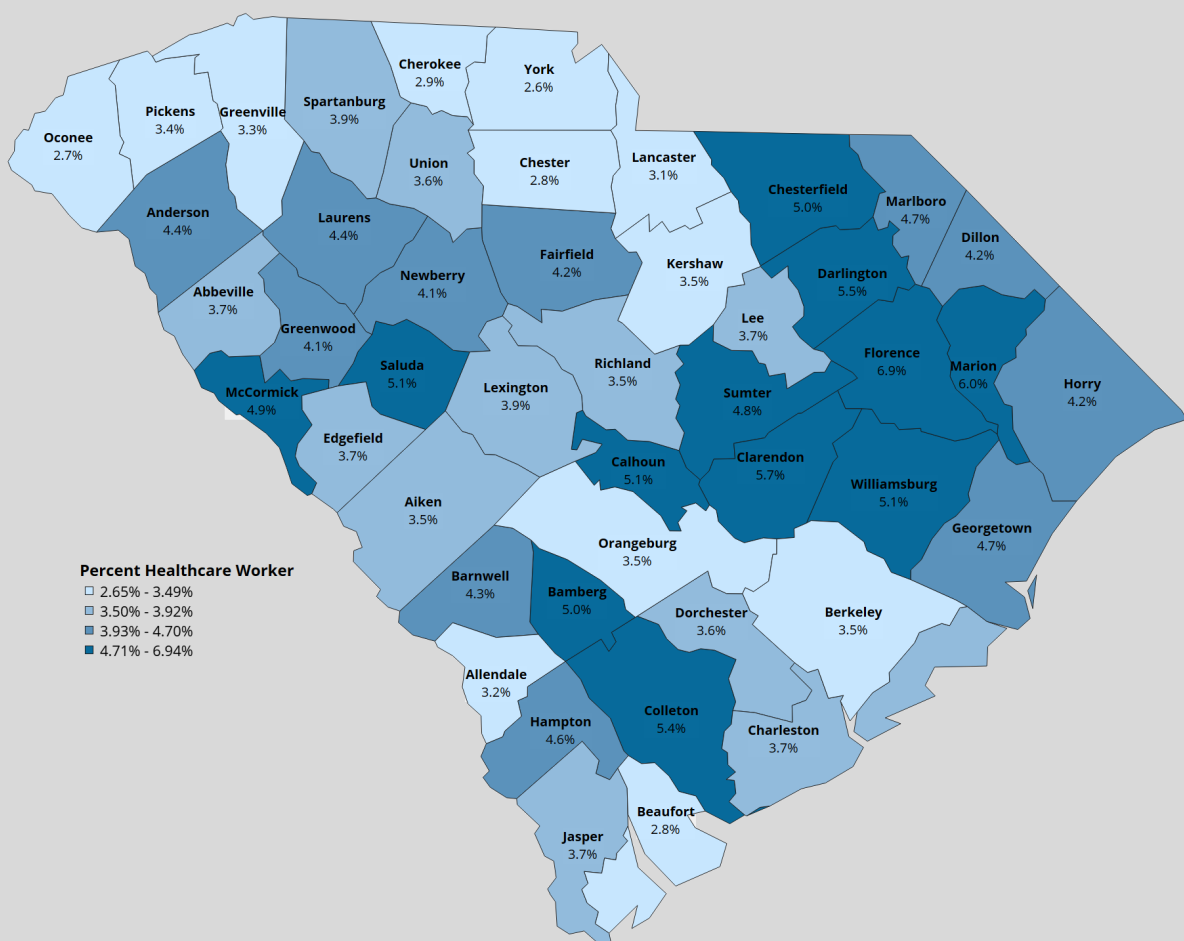 Cherokee
2.9%
York
2.6%
Spartanburg
3.9%
Pickens
3.4%
Greenville
3.3%
Oconee
2.7%
Union
3.6%
Chester
2.8%
Lancaster
3.1%
Chesterfield
5.0%
Marlboro
4.7%
Anderson
4.4%
Laurens
4.4%
Dillon
4.2%
Fairfield
4.2%
Kershaw
3.5%
Newberry
4.1%
Darlington
5.5%
Abbeville
3.7%
Greenwood
4.1%
Lee
3.7%
Saluda
5.1%
Richland
3.5%
Florence
6.9%
Marion
6.0%
McCormick
4.9%
Lexington
3.9%
Sumter
4.8%
Horry
4.2%
Edgefield
3.7%
Calhoun
5.1%
Clarendon
5.7%
Williamsburg
5.1%
Aiken
3.5%
Orangeburg
3.5%
Georgetown
4.7%
Percent Healthcare Worker
2.65% - 3.49%
3.50% - 3.92%
3.93% - 4.70%
4.71% - 6.94%
Barnwell
4.3%
Bamberg
5.0%
Dorchester
3.6%
Berkeley
3.5%
Allendale
3.2%
Hampton
4.6%
Colleton
5.4%
Charleston
3.7%
Beaufort
2.8%
Jasper
3.7%